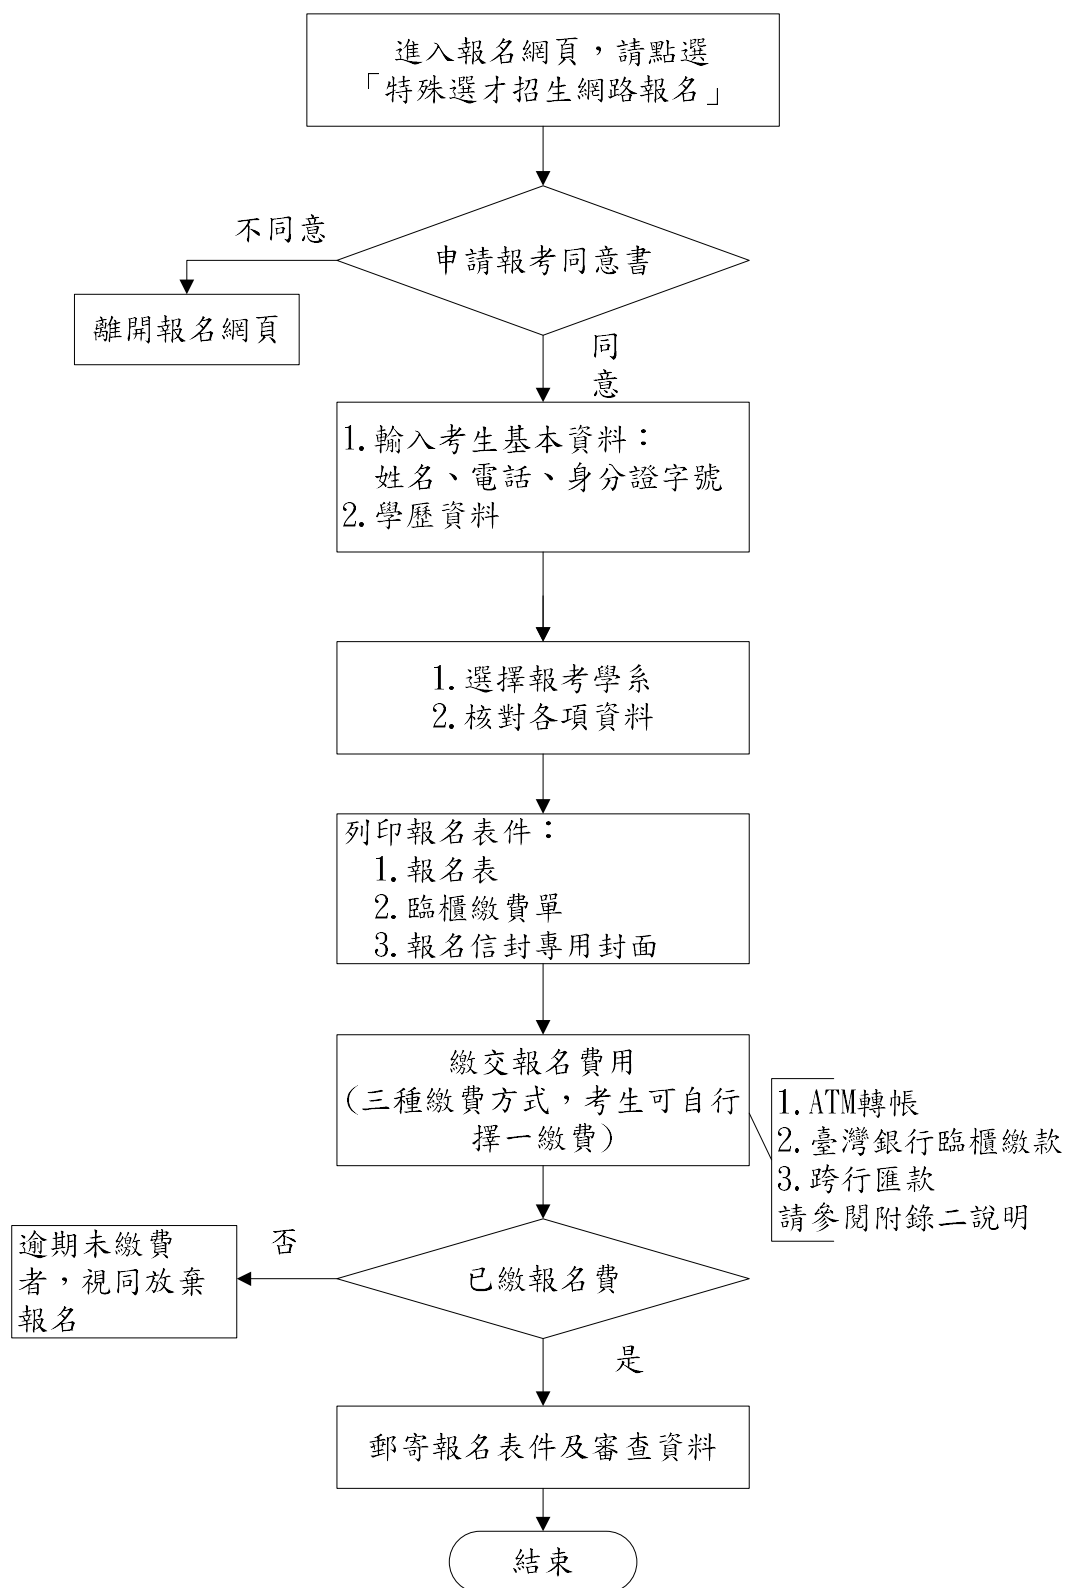 進入報名網頁，請點選
「特殊選才招生網路報名」
不同意
申請報考同意書
離開報名網頁
同
意
1.輸入考生基本資料：
姓名、電話、身分證字號
2.學歷資料
1.選擇報考學系
2.核對各項資料
列印報名表件：
1.報名表
2.臨櫃繳費單
3.報名信封專用封面
繳交報名費用
(三種繳費方式，考生可自行
擇一繳費)
1.ATM轉帳
2.臺灣銀行臨櫃繳款
3.跨行匯款
請參閱附錄二說明
逾期未繳費
者，視同放棄
報名
否
已繳報名費
是
郵寄報名表件及審查資料
結束